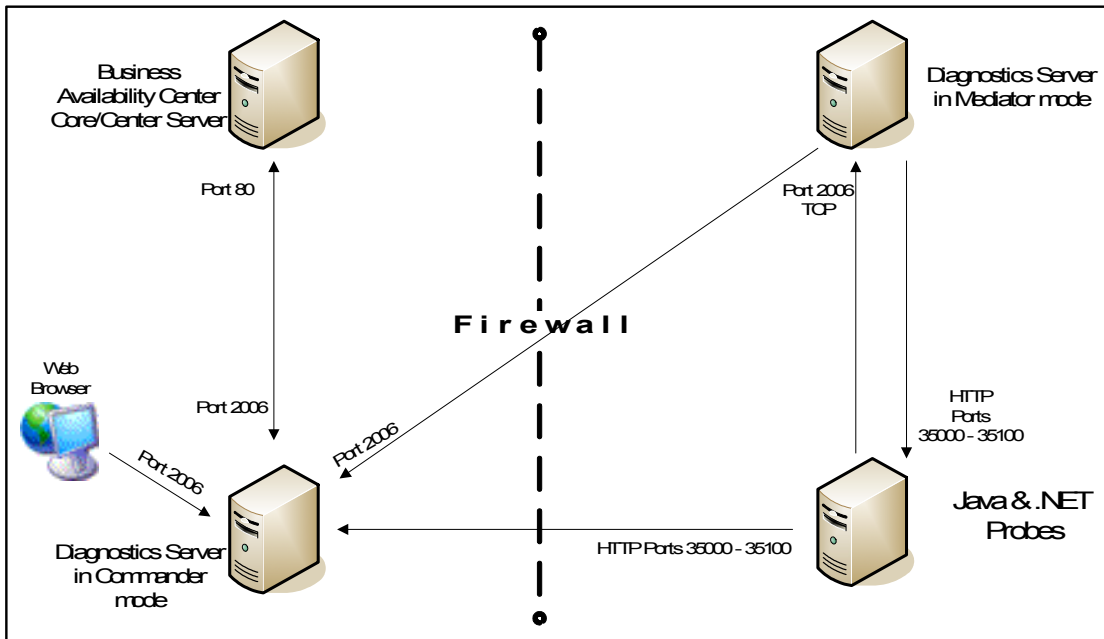 Business
Availability Center
Core/Center Server
Diagnostics Server
in Mediator mode
Port 80
Port 2006
TCP
Firewall
Web
Browser
Port 2006
Port 2006
Port 2006
HTTP
Ports
35000 - 35100
Diagnostics Server
in Commander
mode
HTTP Ports 35000 - 35100
Java & .NET
Probes